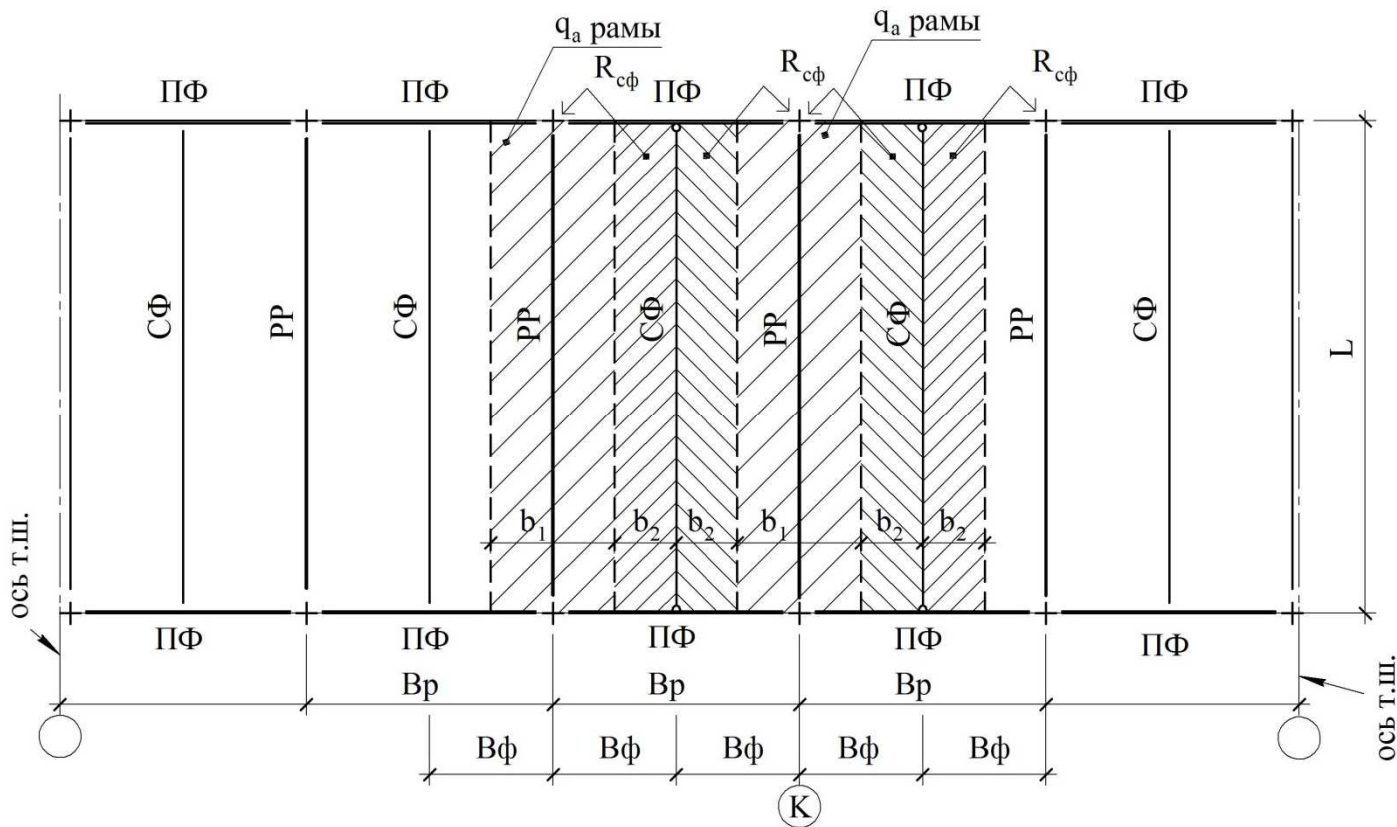 qа рамы qа рамы
Rсф Rсф Rсф
ПФ ПФ ПФ ПФ ПФ
СФ РР СФ РР СФ РР СФ РР СФ L
b1 b2 b2 b1 b2 b2
ось т.ш. ось т.ш.
ПФ ПФ ПФ ПФ ПФ
Вр Вр Вр
Вф Вф Вф Вф Вф
К